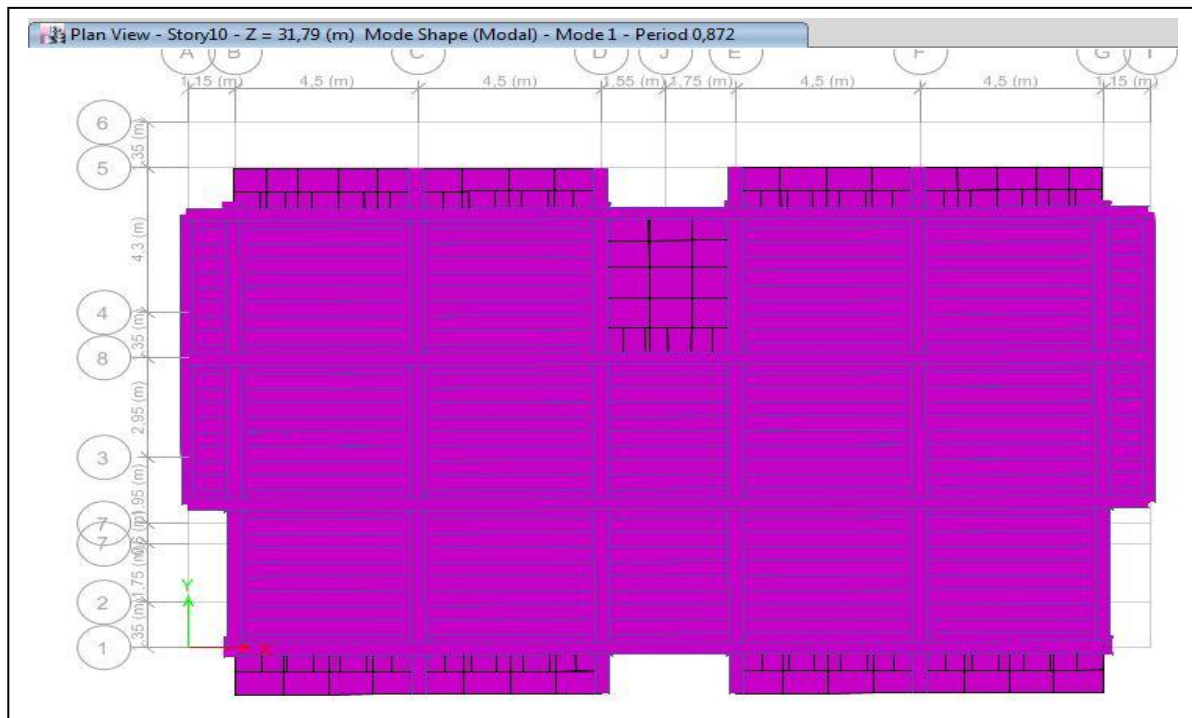 Plan View - Story10 - Z = 31,79 (m) Mode Shape (Modal) - Mode 1 - Period 0,872
A B C D J E F G I
1,15 (m) 4,5 (m) 4,5 (m) 1,55 (m) 1,75 (m) 4,5 (m) 4,5 (m) 1,15 (m)
6
,35 (m)
5
4,3 (m)
4
,35 (m)
8
2,95 (m)
3
1,95 (m)
7
7
Y
1,75 (m)
2
,35 (m)
1
X